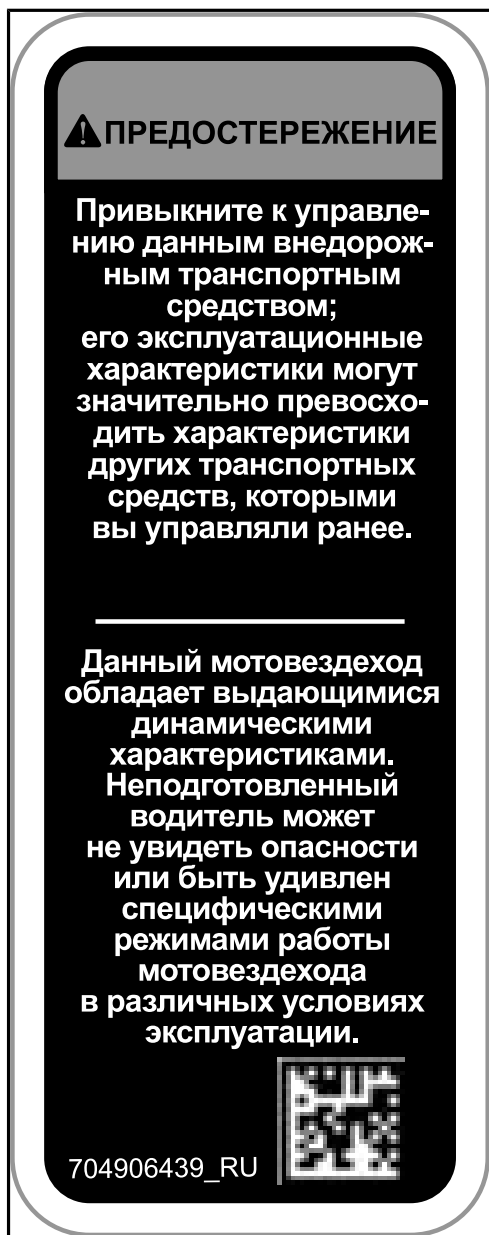 ПРЕДОСТЕРЕЖЕНИЕ
Привыкните к управле-
нию данным внедорож-
ным транспортным
средством;
его эксплуатационные
характеристики могут
значительно превосхо-
дить характеристики
других транспортных
средств, которыми
вы управляли ранее.
Данный мотовездеход
обладает выдающимися
динамическими
характеристиками.
Неподготовленный
водитель может
не увидеть опасности
или быть удивлен
специфическими
режимами работы
мотовездехода
в различных условиях
эксплуатации.
704906439_RU